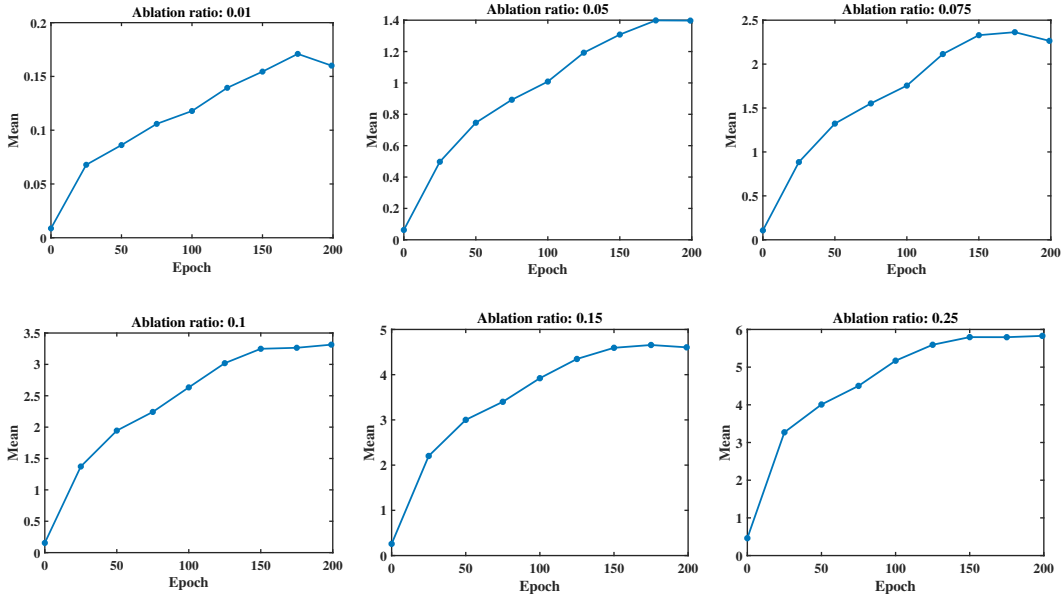 Ablation ratio: 0.01
0.2
0.15
0.1
0.05
0
Mean
0 50 100 150 200
Epoch
Ablation ratio: 0.05
1.4
1.2
1
0.8
0.6
0.4
0.2
0
Mean
0 50 100 150 200
Epoch
Ablation ratio: 0.075
2.5
2
1.5
1
0.5
0
Mean
0 50 100 150 200
Epoch
Ablation ratio: 0.1
3.5
3
2.5
2
1.5
1
0.5
0
Mean
0 50 100 150 200
Epoch
Ablation ratio: 0.15
5
4
3
2
1
0
Mean
0 50 100 150 200
Epoch
Ablation ratio: 0.25
6
5
4
3
2
1
0
Mean
0 50 100 150 200
Epoch